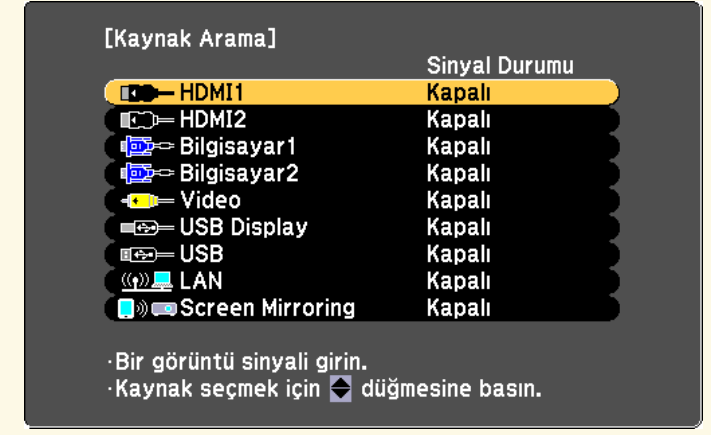 [Kaynak Arama]
Sinyal Durumu
HDMI1 Kapalı
HDMI2 Kapalı
Bilgisayar1 Kapalı
Bilgisayar2 Kapalı
Video Kapalı
USB Display Kapalı
USB Kapalı
LAN Kapalı
Screen Mirroring Kapalı
·Bir görüntü sinyali girin.
·Kaynak seçmek için düğmesine basın.